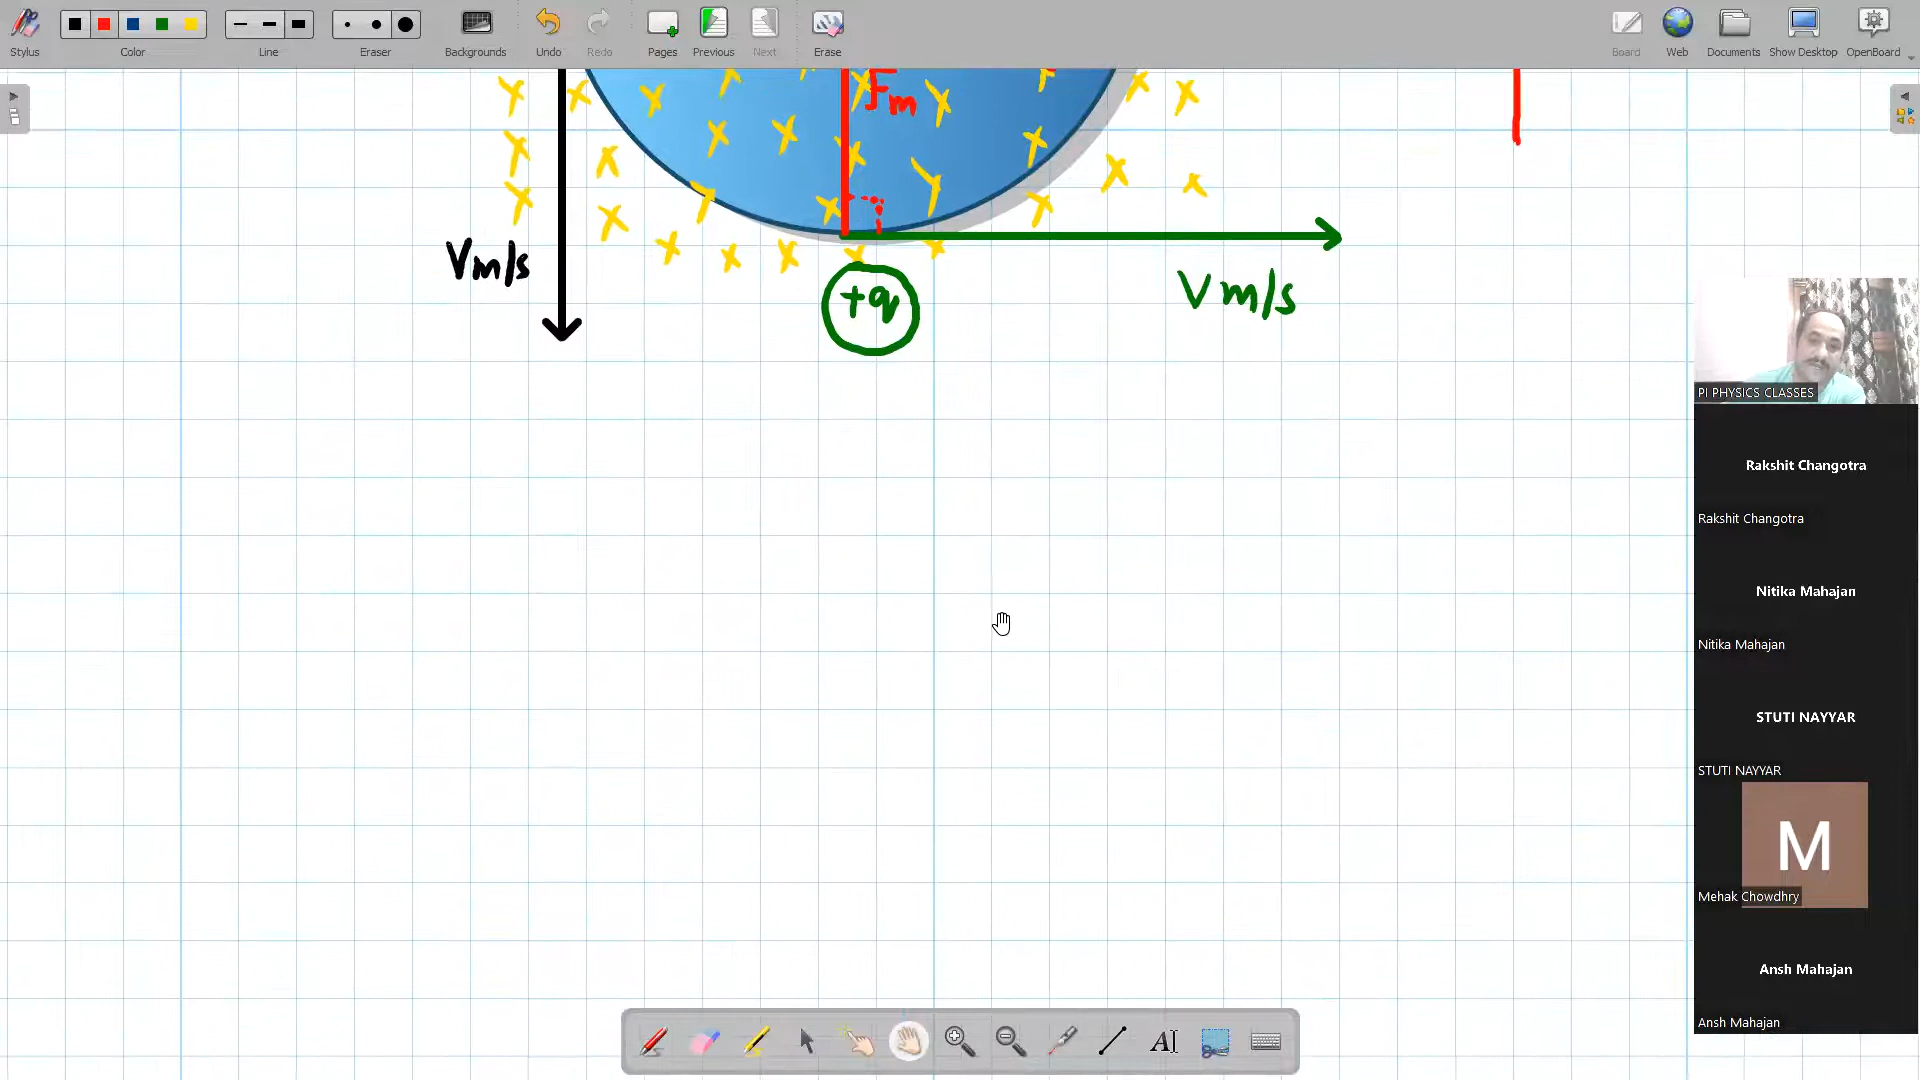 Stylus
Color
Line
Eraser
Backgrounds
Undo
Redo
Pages
Previous
Next
Erase
Board
Web
Documents
Show Desktop
OpenBoard
Fm
Vm/s
+q
Vm/s
PI PHYSICS CLASSES
Rakshit Changotra
Rakshit Changotra
Nitika Mahajan
Nitika Mahajan
STUTI NAYYAR
STUTI NAYYAR
M
Mehak Chowdhry
Ansh Mahajan
Ansh Mahajan
AI